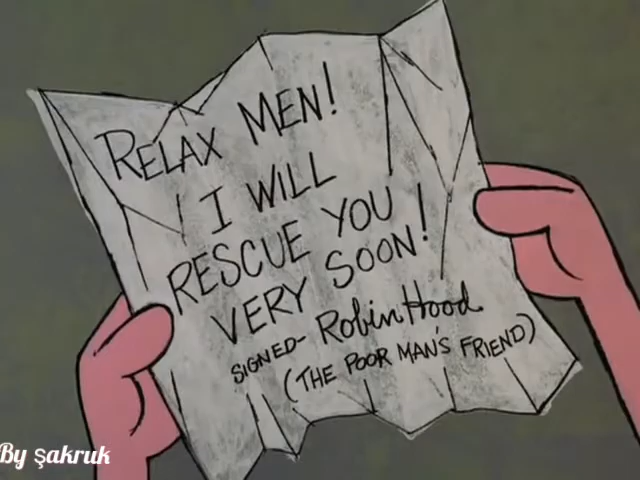 RELAX MEN!
I WILL
RESCUE YOU
VERY SOON!
SIGNED- Robin Hood
(THE POOR MAN'S FRIEND)
By şakruk